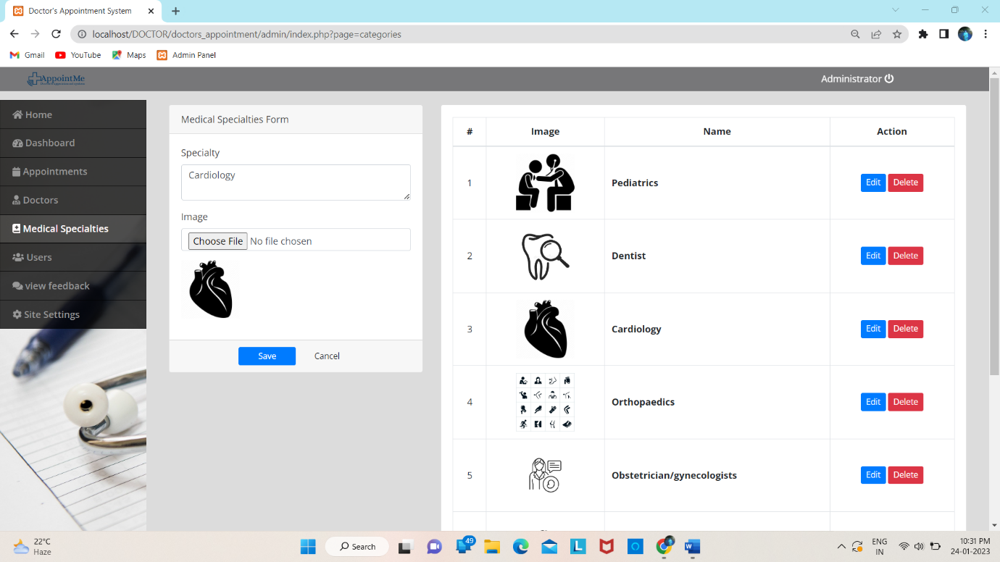 Doctor's Appointment System
localhost/DOCTOR/doctors_appointment/admin/index.php?page=categories
Gmail YouTube Maps Admin Panel
AppointMe
Administrator
Home
Dashboard
Appointments
Doctors
Medical Specialties
Users
view feedback
Site Settings
Medical Specialties Form
Specialty
Cardiology
Image
Choose File No file chosen
Save Cancel
# Image Name Action
1 Pediatrics Edit Delete
2 Dentist Edit Delete
3 Cardiology Edit Delete
4 Orthopaedics Edit Delete
5 Obstetrician/gynecologists Edit Delete
22°C
Haze
Search
49
L
ENG
IN
10:31 PM
24-01-2023